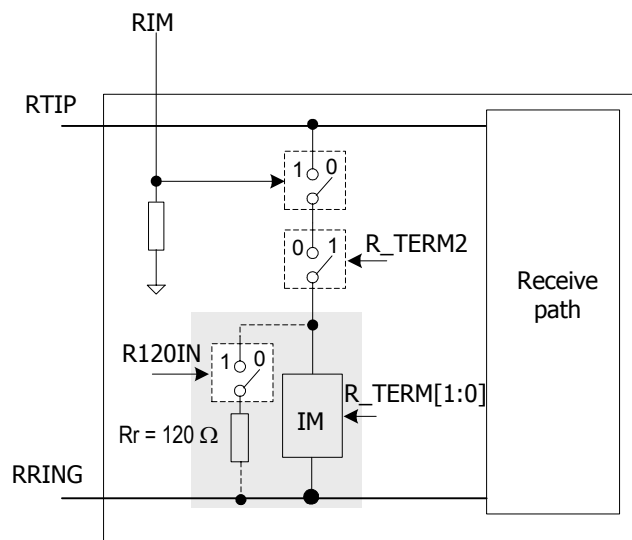 RIM
RTIP
1 0
0 1
R_TERM2
Receive
path
R120IN
1 0
R_TERM[1:0]
IM
Rr = 120 Ω
RRING